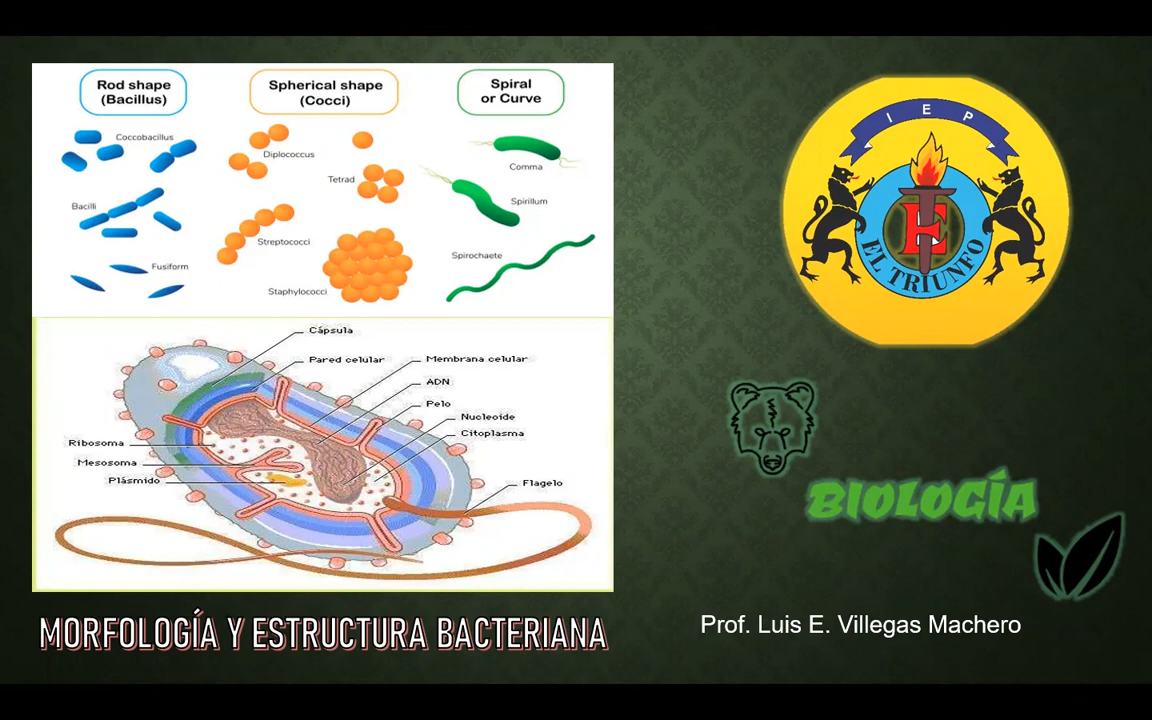 Rod shape
(Bacillus)
Spherical shape
(Cocci)
Spiral
or Curve
Coccobacillus
Bacilli
Fusiform
Diplococcus
Tetrad
Streptococci
Staphylococci
Comma
Spirillum
Spirochaete
Cápsula
Pared celular
Membrana celular
ADN
Pelo
Nucleoide
Citoplasma
Ribosoma
Mesosoma
Plásmido
Flagelo
MORFOLOGÍA Y ESTRUCTURA BACTERIANA
I E P
E
EL TRIUNFO
BIOLOGÍA
Prof. Luis E. Villegas Machero